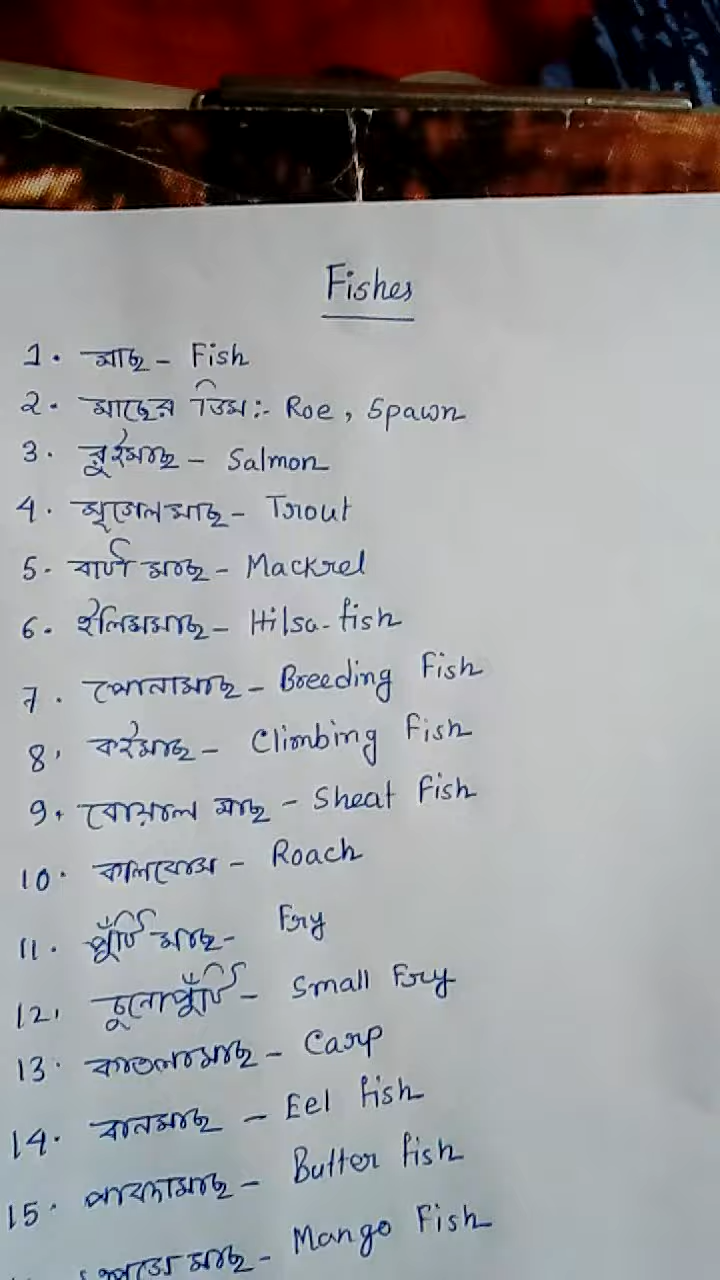 Fishes
1. মাছ - Fish
2. মাছের ডিম :- Roe, Spawn
3. রুইমাছ - Salmon
4. মৃগেলমাছ - Trout
5. বাটা মাছ - Mackrel
6. ইলিসমাছ - Hilsa-fish
7. পোনামাছ - Breeding Fish
8. কইমাছ - Climbing Fish
9. বোয়াল মাছ - Sheat Fish
10. কালবোস - Roach
11. পুঁটি মাছ - Fry
12. চুনোপুঁটি - Small Fry
13. কাতলামাছ - Carp
14. বানমাছ - Eel fish
15. পাবদামাছ - Butter fish
মাছ - Mango Fish